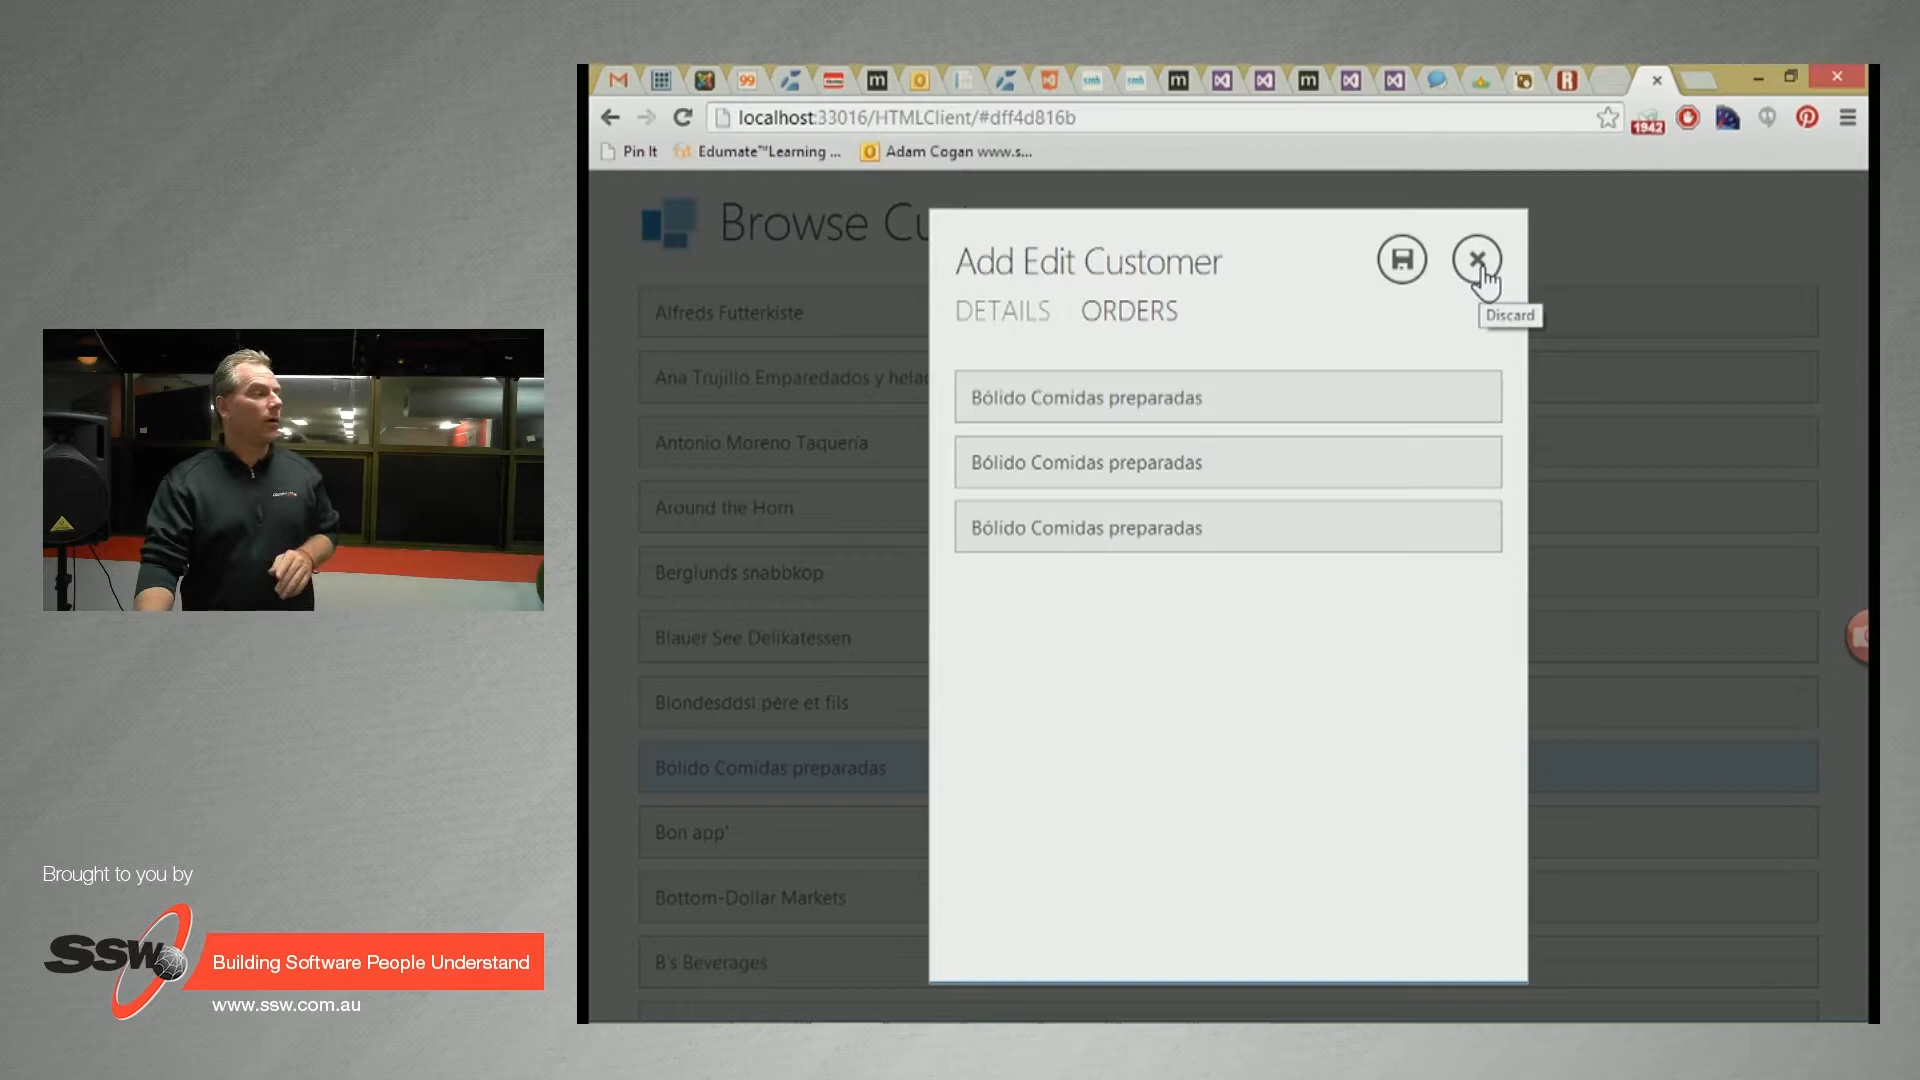 localhost:33016/HTMLClient/#dff4d816b
1942
Pin It
Edumate™Learning ...
Adam Cogan www.s...
Browse Cu
Add Edit Customer
DETAILS ORDERS
Discard
Bólido Comidas preparadas
Bólido Comidas preparadas
Bólido Comidas preparadas
Alfreds Futterkiste
Ana Trujillo Emparedados y hela
Antonio Moreno Taquería
Around the Horn
Berglunds snabbkop
Blauer See Delikatessen
Blondesddsl père et fils
Bólido Comidas preparadas
Bon app'
Bottom-Dollar Markets
B's Beverages
Brought to you by
SSW
Building Software People Understand
www.ssw.com.au